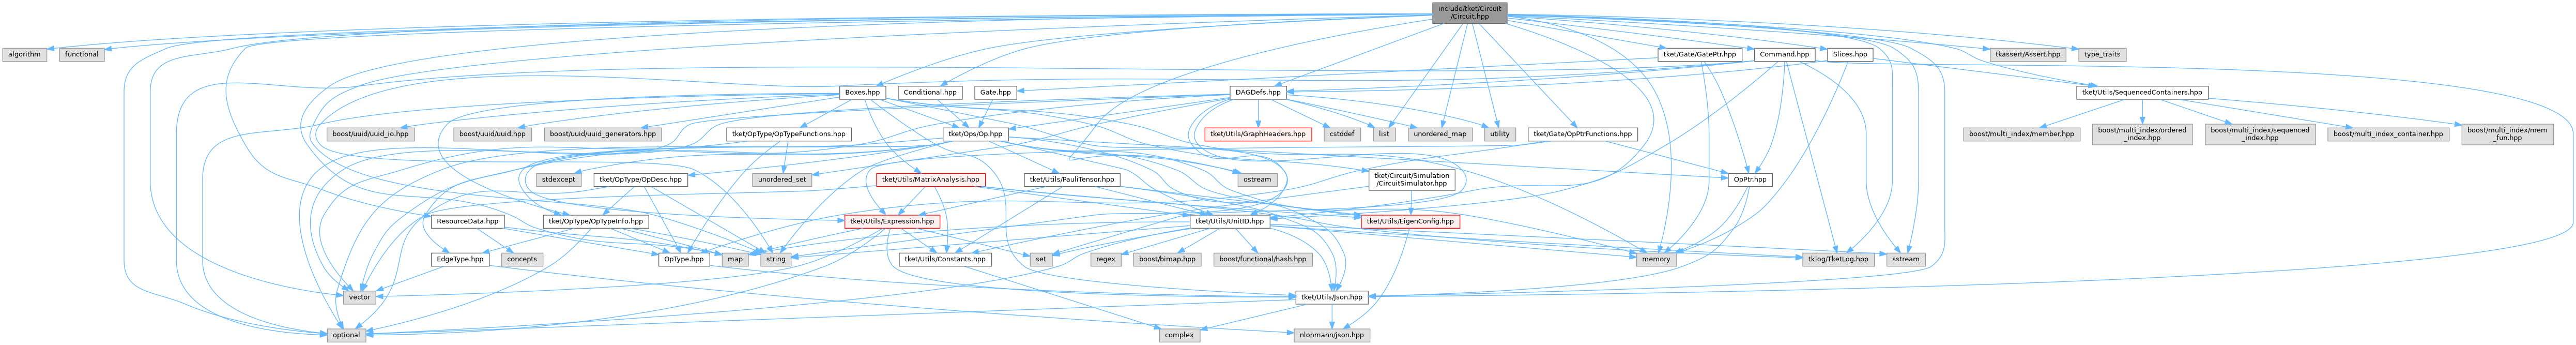 include/tket/Circuit
/Circuit.hpp
algorithm
functional
tket/Gate/GatePtr.hpp
Command.hpp
Slices.hpp
tkassert/Assert.hpp
type_traits
Boxes.hpp
Conditional.hpp
Gate.hpp
DAGDefs.hpp
tket/Utils/SequencedContainers.hpp
boost/uuid/uuid_io.hpp
boost/uuid/uuid.hpp
boost/uuid/uuid_generators.hpp
tket/OpType/OpTypeFunctions.hpp
tket/Ops/Op.hpp
tket/Utils/GraphHeaders.hpp
cstddef
list
unordered_map
utility
tket/Gate/OpPtrFunctions.hpp
boost/multi_index/member.hpp
boost/multi_index/ordered
_index.hpp
boost/multi_index/sequenced
_index.hpp
boost/multi_index_container.hpp
boost/multi_index/mem
_fun.hpp
stdexcept
tket/OpType/OpDesc.hpp
unordered_set
tket/Utils/MatrixAnalysis.hpp
tket/Utils/PauliTensor.hpp
ostream
tket/Circuit/Simulation
/CircuitSimulator.hpp
OpPtr.hpp
ResourceData.hpp
tket/OpType/OpTypeInfo.hpp
tket/Utils/Expression.hpp
tket/Utils/UnitID.hpp
tket/Utils/EigenConfig.hpp
EdgeType.hpp
concepts
OpType.hpp
map
string
tket/Utils/Constants.hpp
set
regex
boost/bimap.hpp
boost/functional/hash.hpp
memory
tklog/TketLog.hpp
sstream
vector
tket/Utils/Json.hpp
optional
complex
nlohmann/json.hpp